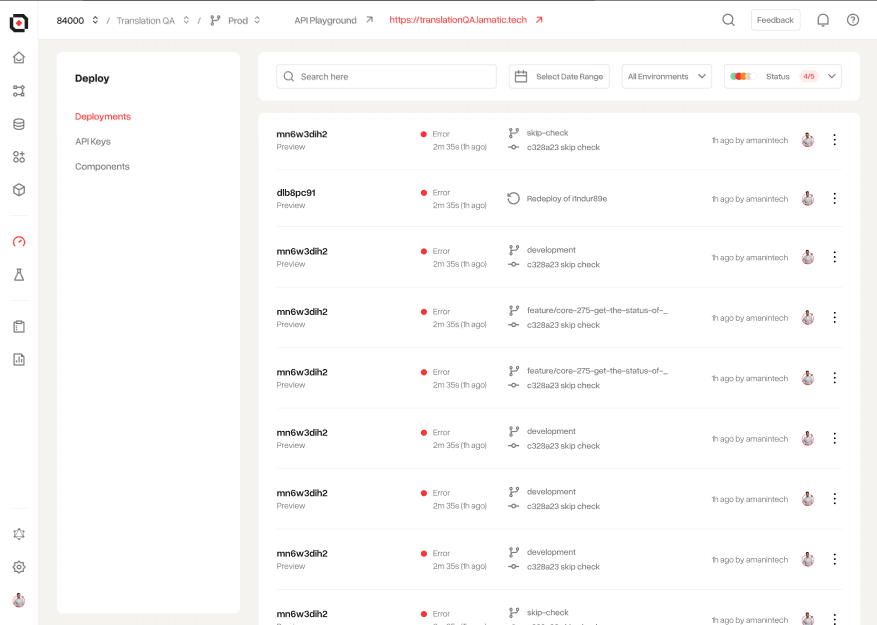 84000 / Translation QA / Prod API Playground https://translationQA.lamatic.tech Feedback
Deploy
Deployments
API Keys
Components
Search here Select Date Range All Environments Status 4/5
mn6w3dih2 Error skip-check
Preview 2m 35s (1h ago) c328a23 skip check 1h ago by amanintech
dlb8pc91 Error
Preview 2m 35s (1h ago) Redeploy of i1ndur89e 1h ago by amanintech
mn6w3dih2 Error development
Preview 2m 35s (1h ago) c328a23 skip check 1h ago by amanintech
mn6w3dih2 Error feature/core-275-get-the-status-of-_
Preview 2m 35s (1h ago) c328a23 skip check 1h ago by amanintech
mn6w3dih2 Error feature/core-275-get-the-status-of-_
Preview 2m 35s (1h ago) c328a23 skip check 1h ago by amanintech
mn6w3dih2 Error development
Preview 2m 35s (1h ago) c328a23 skip check 1h ago by amanintech
mn6w3dih2 Error development
Preview 2m 35s (1h ago) c328a23 skip check 1h ago by amanintech
mn6w3dih2 Error development
Preview 2m 35s (1h ago) c328a23 skip check 1h ago by amanintech
mn6w3dih2 Error skip-check
1h ago by amanintech